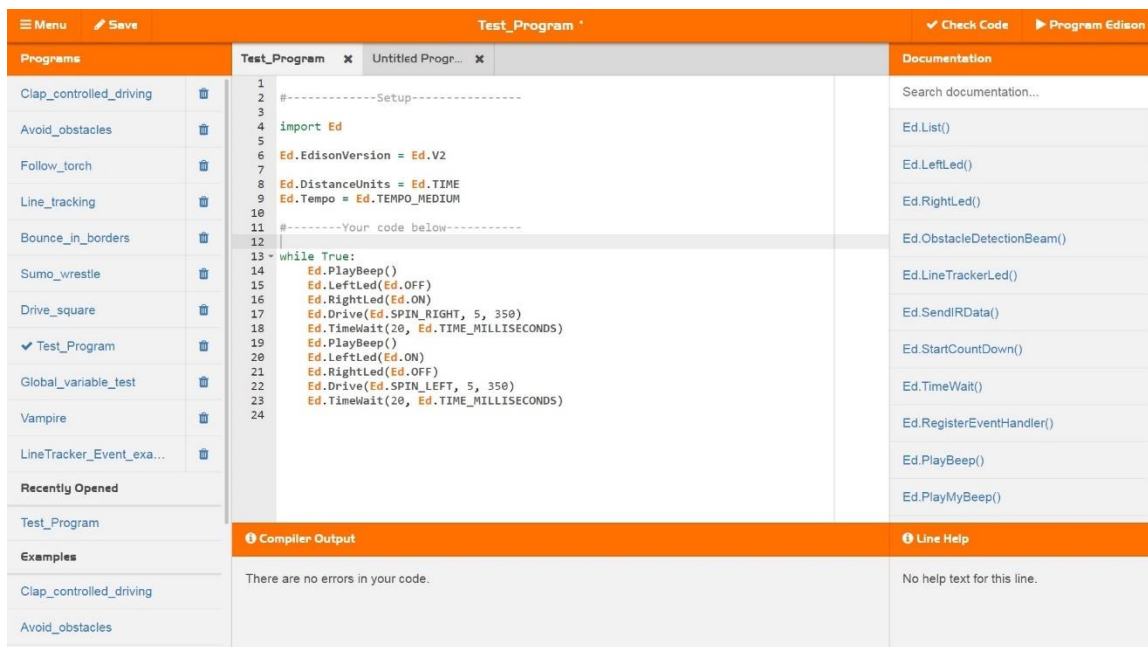 Menu Save Test_Program * Check Code Program Edison
Programs
Clap_controlled_driving
Avoid_obstacles
Follow_torch
Line_tracking
Bounce_in_borders
Sumo_wrestle
Drive_square
Test_Program
Global_variable_test
Vampire
LineTracker_Event_exa...
Recently Opened
Test_Program
Examples
Clap_controlled_driving
Avoid_obstacles
Test_Program x Untitled Progr... x
1
2 #-------------Setup----------------
3
4 import Ed
5
6 Ed.EdisonVersion = Ed.V2
7
8 Ed.DistanceUnits = Ed.TIME
9 Ed.Tempo = Ed.TEMPO_MEDIUM
10
11 #--------Your code below-----------
12
13 while True:
14     Ed.PlayBeep()
15     Ed.LeftLed(Ed.OFF)
16     Ed.RightLed(Ed.ON)
17     Ed.Drive(Ed.SPIN_RIGHT, 5, 350)
18     Ed.TimeWait(20, Ed.TIME_MILLISECONDS)
19     Ed.PlayBeep()
20     Ed.LeftLed(Ed.ON)
21     Ed.RightLed(Ed.OFF)
22     Ed.Drive(Ed.SPIN_LEFT, 5, 350)
23     Ed.TimeWait(20, Ed.TIME_MILLISECONDS)
24
Compiler Output
There are no errors in your code.
Documentation
Search documentation...
Ed.List()
Ed.LeftLed()
Ed.RightLed()
Ed.ObstacleDetectionBeam()
Ed.LineTrackerLed()
Ed.SendIRData()
Ed.StartCountDown()
Ed.TimeWait()
Ed.RegisterEventHandler()
Ed.PlayBeep()
Ed.PlayMyBeep()
Line Help
No help text for this line.